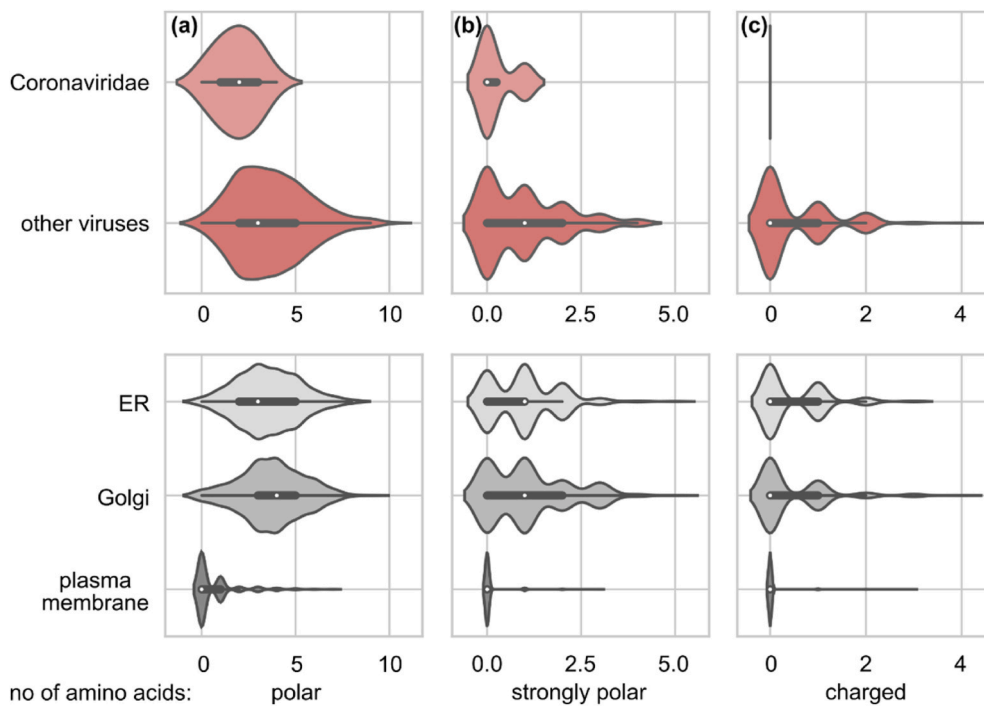 (a) (b) (c)
Coronaviridae
other viruses
0 5 10 0.0 2.5 5.0 0 2 4
ER
Golgi
plasma
membrane
0 5 10 0.0 2.5 5.0 0 2 4
no of amino acids: polar strongly polar charged